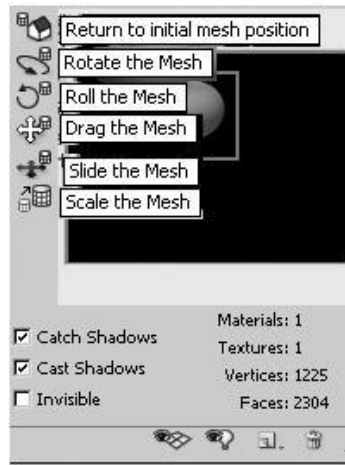 Return to initial mesh position
Rotate the Mesh
Roll the Mesh
Drag the Mesh
Slide the Mesh
Scale the Mesh
Catch Shadows
Cast Shadows
Invisible
Materials: 1
Textures: 1
Vertices: 1225
Faces: 2304